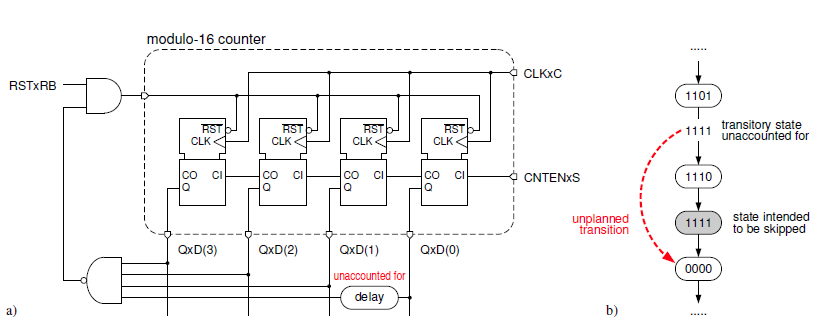 modulo-16 counter
RSTxRB
CLKxC
RST
CLK
RST
CLK
RST
CLK
RST
CLK
CO CI
Q
CO CI
Q
CO CI
Q
CO CI
Q
CNTENxS
QxD(3)
QxD(2)
QxD(1)
QxD(0)
unaccounted for
delay
a)
.....
1101
1111
transitory state
unaccounted for
1110
unplanned
transition
1111
state intended
to be skipped
0000
b)
.....